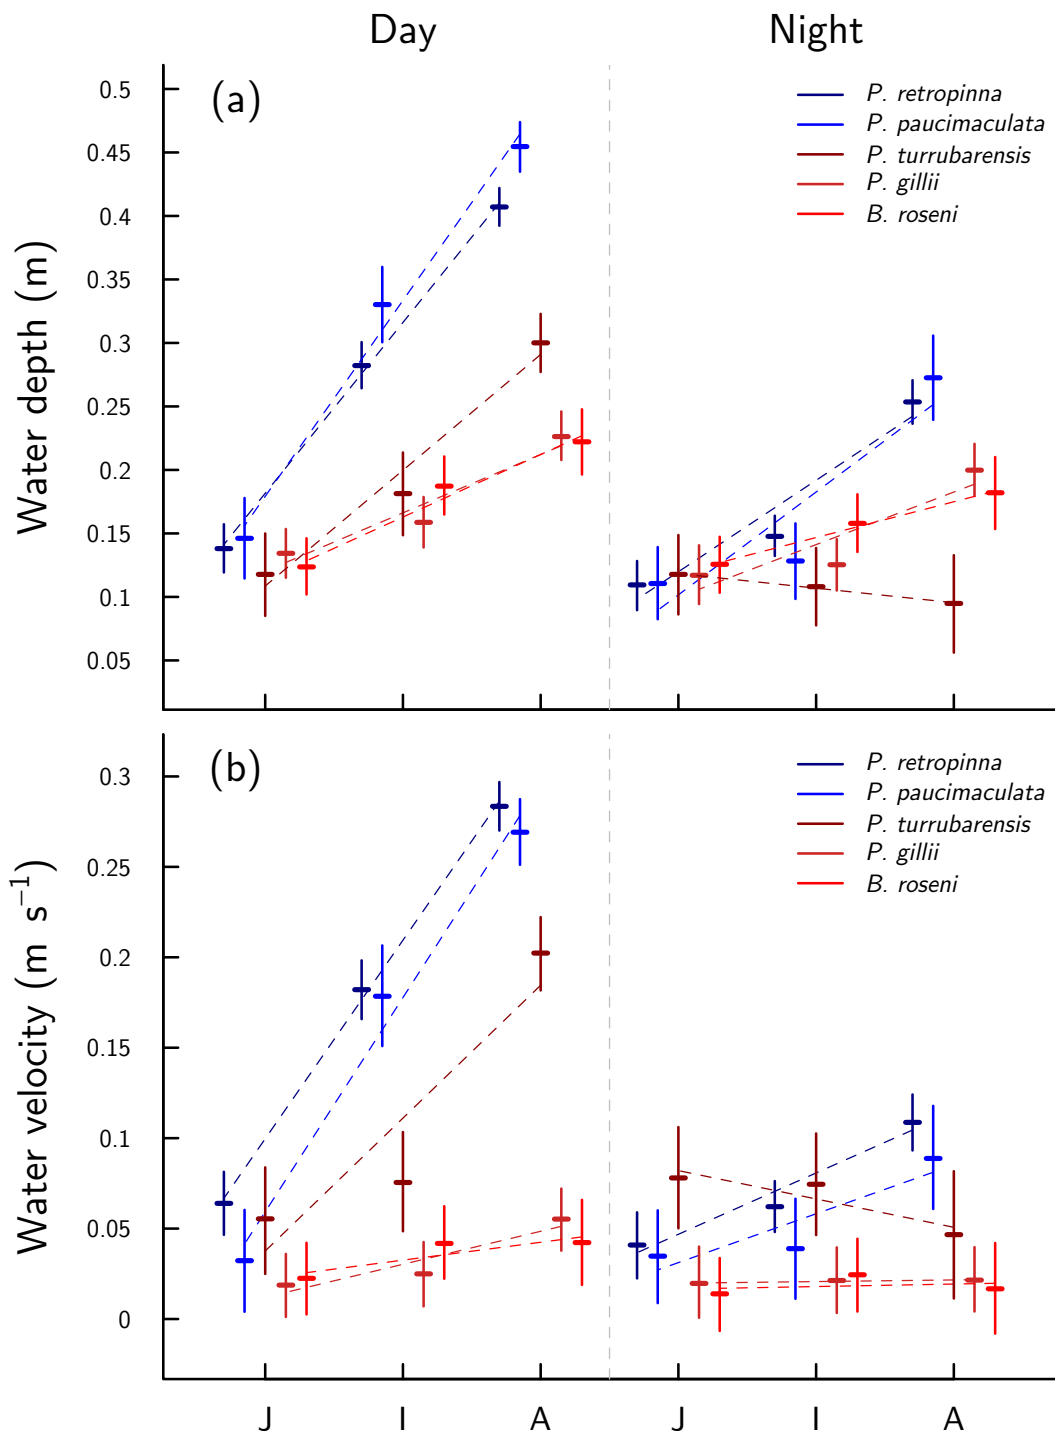 Day Night
(a)
Water depth (m)
0.5
0.45
0.4
0.35
0.3
0.25
0.2
0.15
0.1
0.05
P. retropinna
P. paucimaculata
P. turrubarensis
P. gillii
B. roseni
(b)
Water velocity (m s−1)
0.3
0.25
0.2
0.15
0.1
0.05
0
P. retropinna
P. paucimaculata
P. turrubarensis
P. gillii
B. roseni
J I A J I A